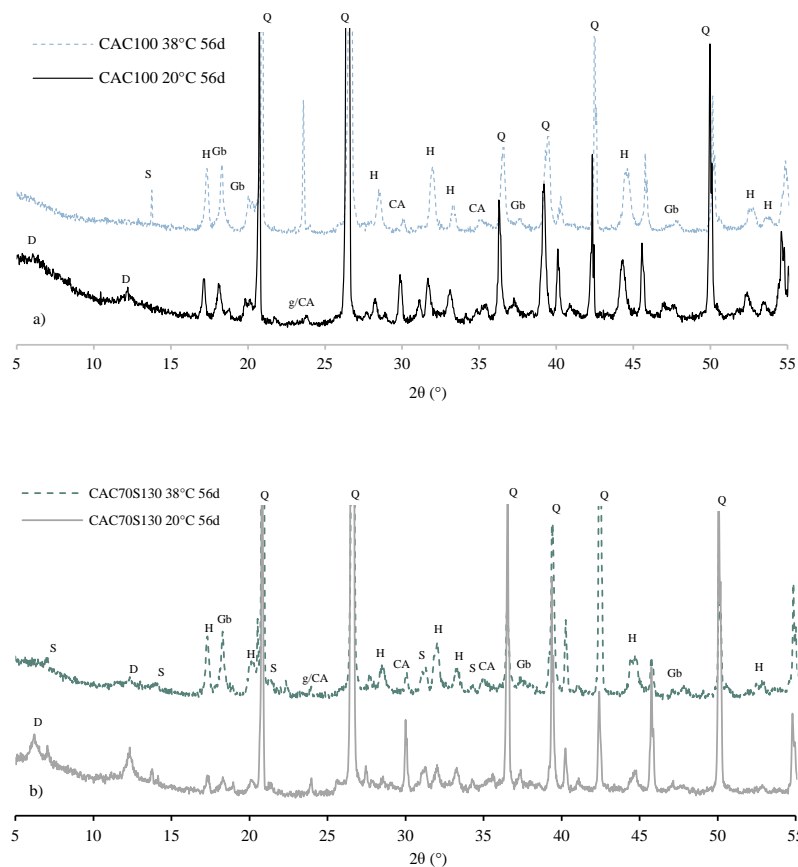 Q Q Q
CAC100 38°C 56d
Q
CAC100 20°C 56d
Q
Q
H Gb H
S
H
Gb
H
H H
CA CA
Gb
D
D
g/CA
a)
5 10 15 20 25 30 35 40 45 50 55
2θ (°)
CAC70S130 38°C 56d
Q Q Q Q Q
CAC70S130 20°C 56d
Q
Gb
H H H
S H D S H S CA S H S CA Gb Gb H
g/CA
D
b)
5 10 15 20 25 30 35 40 45 50 55
2θ (°)